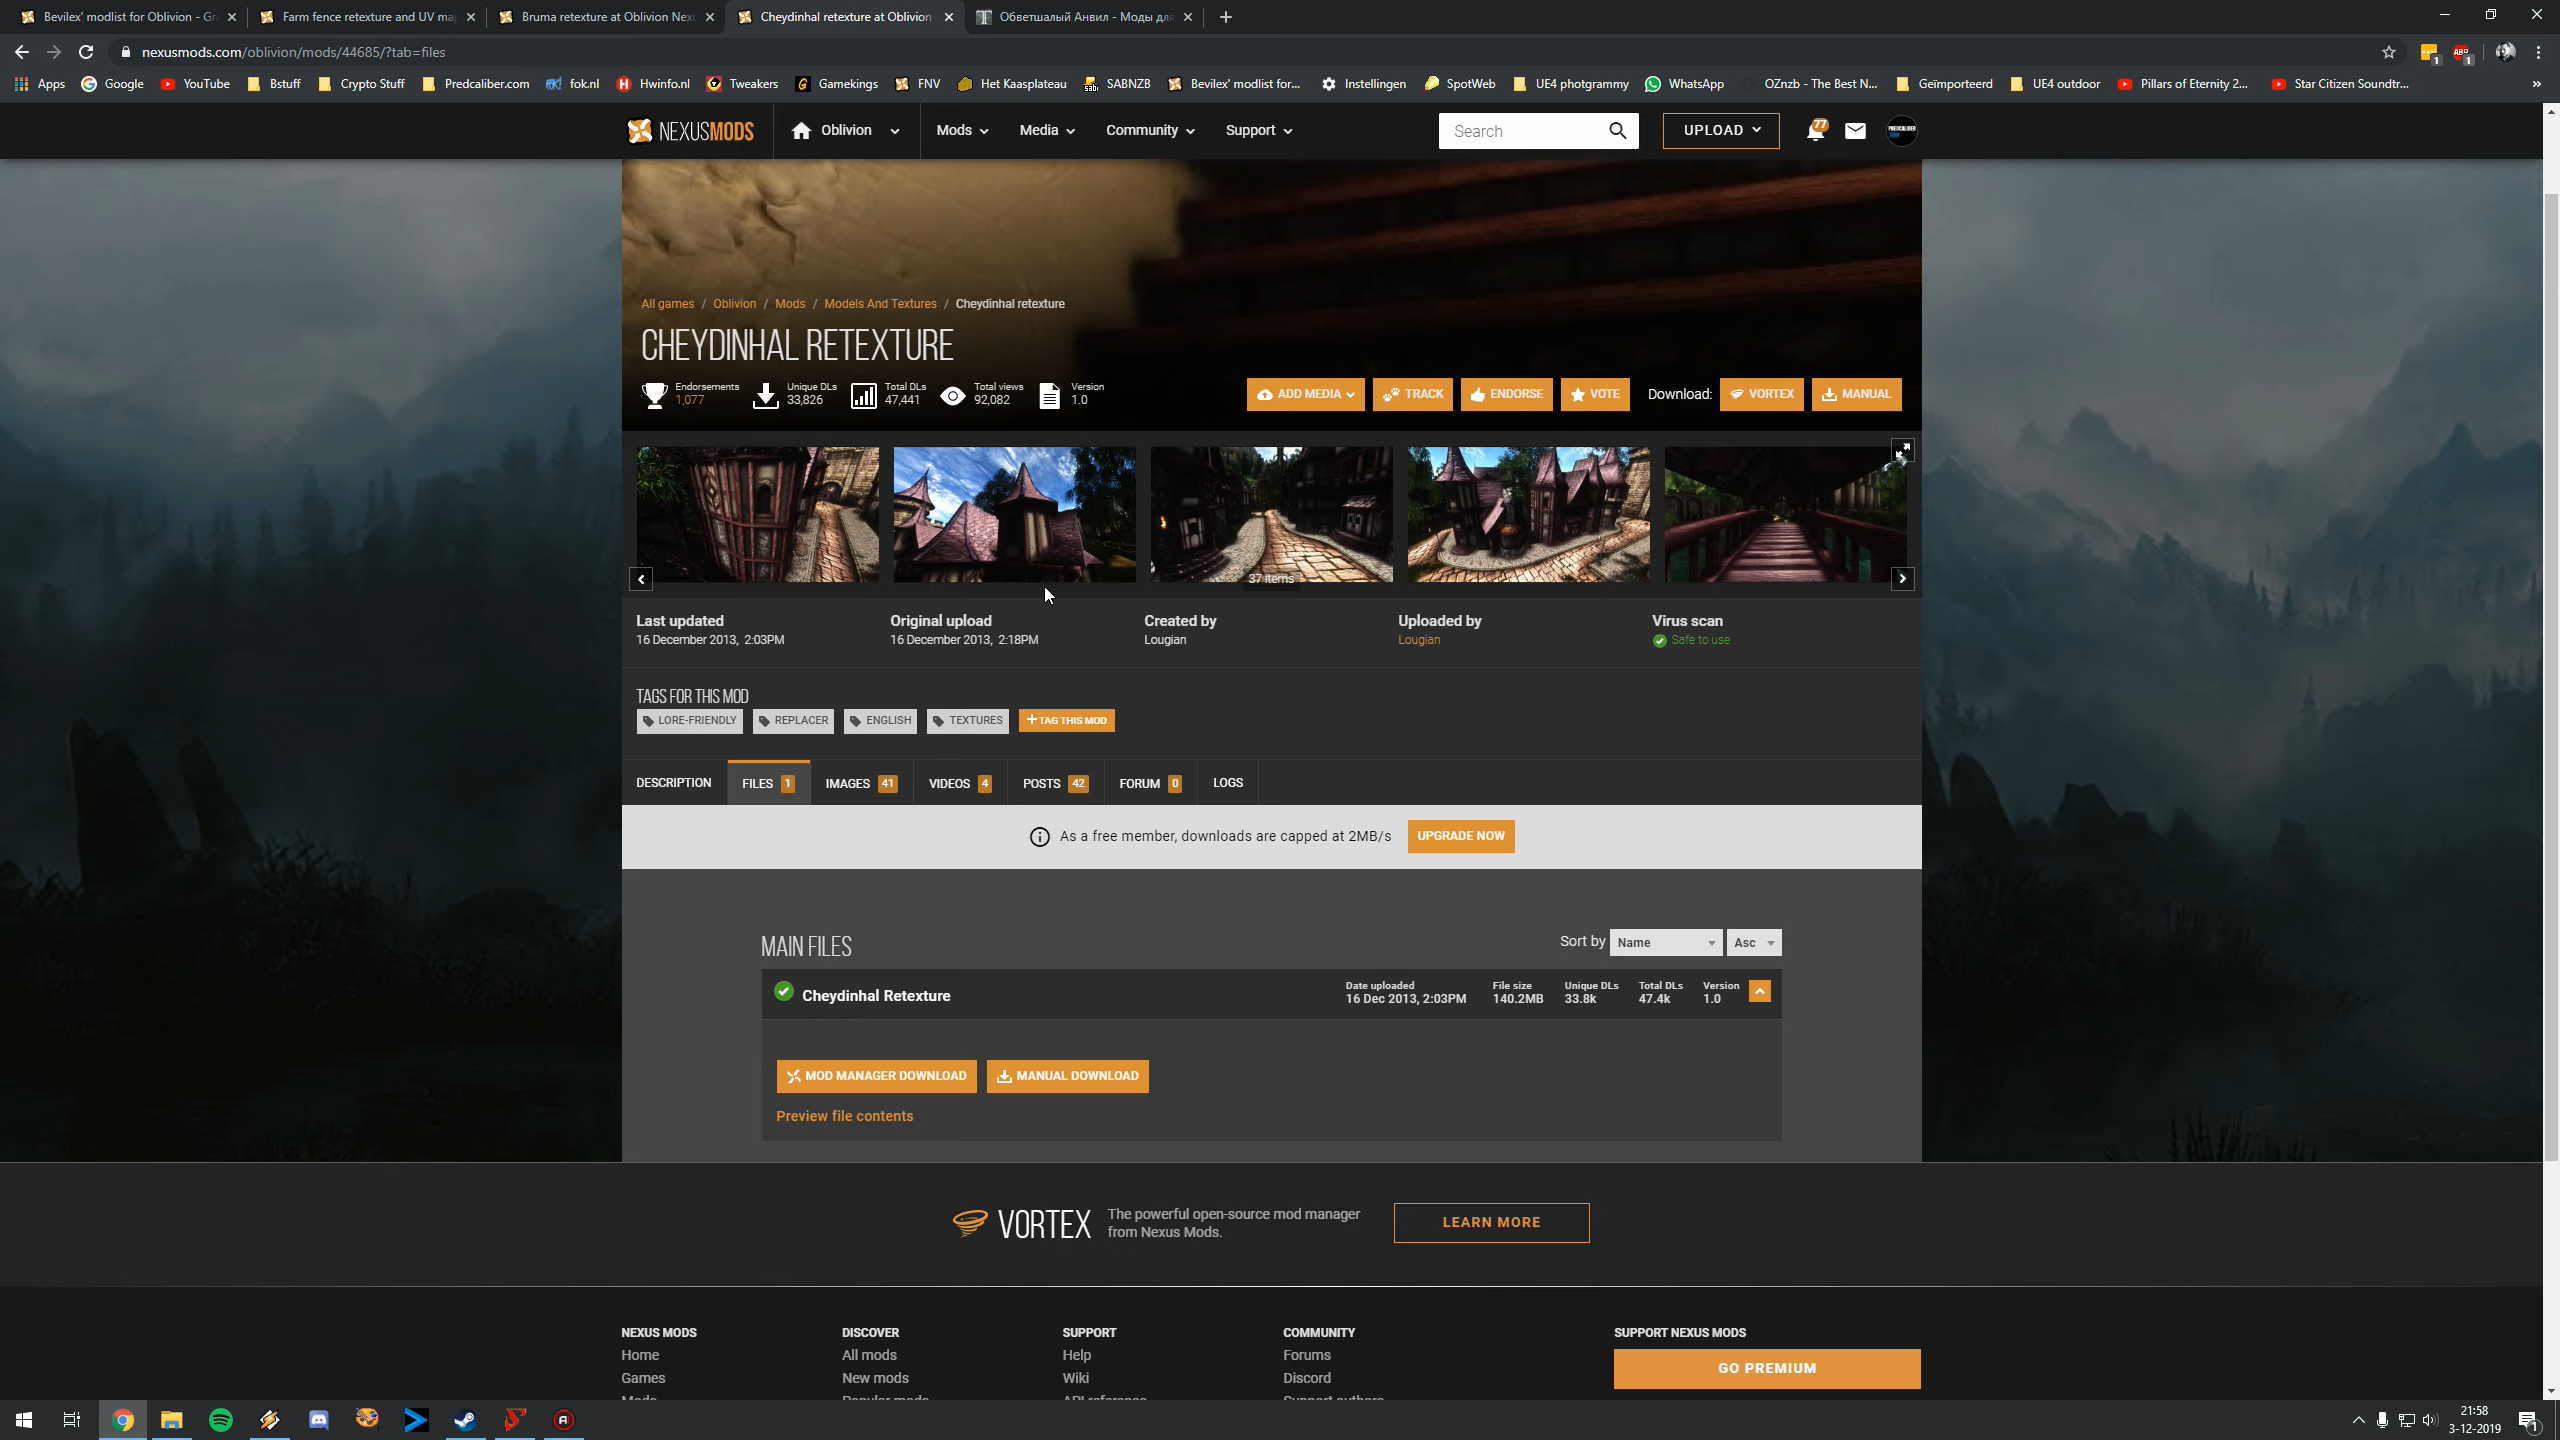 Bevilex' modlist for Oblivion - Gr
Farm fence retexture and UV ma
Bruma retexture at Oblivion Nex
Cheydinhal retexture at Oblivion
Обветшалый Анвил - Моды для
nexusmods.com/oblivion/mods/44685/?tab=files
Apps
Google
YouTube
Bstuff
Crypto Stuff
Predcaliber.com
fok.nl
Hwinfo.nl
Tweakers
Gamekings
FNV
Het Kaasplateau
SABNZB
Bevilex' modlist for...
Instellingen
SpotWeb
UE4 photgrammy
WhatsApp
OZnzb - The Best N...
Geïmporteerd
UE4 outdoor
Pillars of Eternity 2...
Star Citizen Soundtr...
NEXUSMODS
Oblivion
Mods
Media
Community
Support
Search
UPLOAD
77
All games / Oblivion / Mods / Models And Textures / Cheydinhal retexture
CHEYDINHAL RETEXTURE
Endorsements
1,077
Unique DLs
33,826
Total DLs
47,441
Total views
92,082
Version
1.0
ADD MEDIA
TRACK
ENDORSE
VOTE
Download:
VORTEX
MANUAL
37 items
Last updated
16 December 2013, 2:03PM
Original upload
16 December 2013, 2:18PM
Created by
Lougian
Uploaded by
Lougian
Virus scan
Safe to use
TAGS FOR THIS MOD
LORE-FRIENDLY
REPLACER
ENGLISH
TEXTURES
+ TAG THIS MOD
DESCRIPTION
FILES 1
IMAGES 41
VIDEOS 4
POSTS 42
FORUM 0
LOGS
As a free member, downloads are capped at 2MB/s
UPGRADE NOW
MAIN FILES
Sort by
Name
Asc
Cheydinhal Retexture
Date uploaded
16 Dec 2013, 2:03PM
File size
140.2MB
Unique DLs
33.8k
Total DLs
47.4k
Version
1.0
MOD MANAGER DOWNLOAD
MANUAL DOWNLOAD
Preview file contents
VORTEX
The powerful open-source mod manager
from Nexus Mods.
LEARN MORE
NEXUS MODS
Home
Games
Mods
DISCOVER
All mods
New mods
Popular mods
SUPPORT
Help
Wiki
API reference
COMMUNITY
Forums
Discord
Support authors
SUPPORT NEXUS MODS
GO PREMIUM
21:58
3-12-2019
1